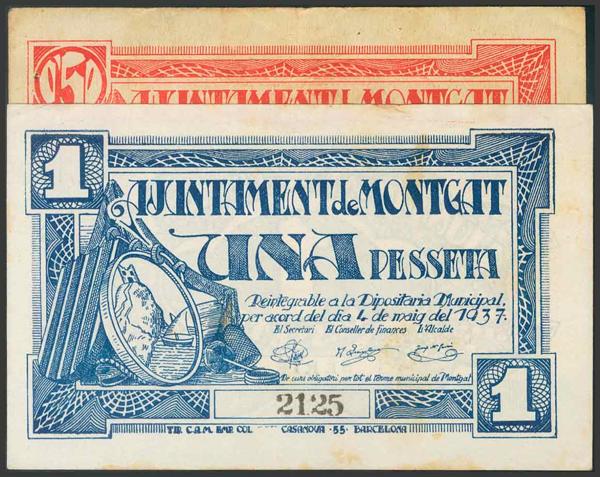 50
AJUNTAMENT de MONTGAT
1
AJUNTAMENT de MONTGAT
UNA PESSETA
Reintegrable a la Dipositaria Municipal,
per acord del dia 4 de maig del 1937.
El Secretari El Conseller de finances L'Alcalde
De curs obligatori per tot el terme municipal de Montgat
2125
1
TIP. C.A.M. EMP. COL CASANOVA · 55 · BARCELONA